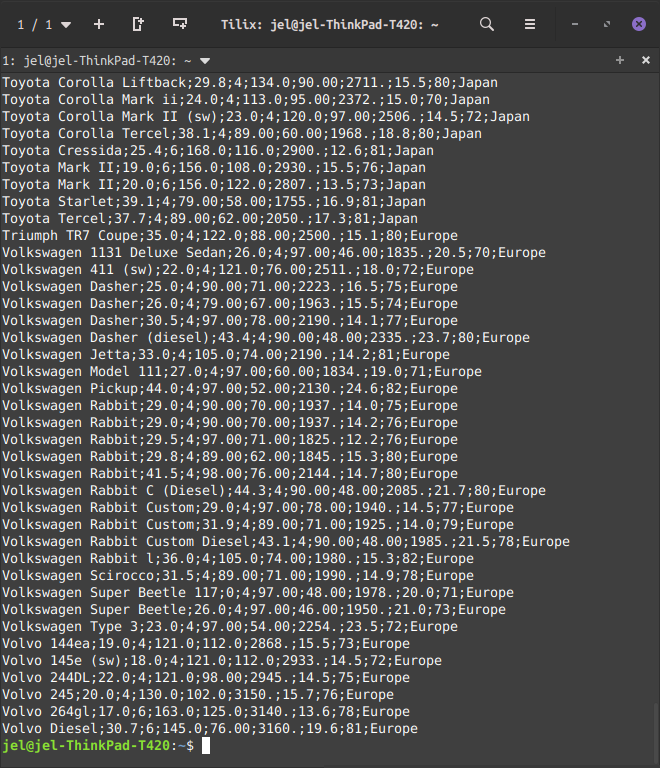 1 / 1
Tilix: jel@jel-ThinkPad-T420: ~
1: jel@jel-ThinkPad-T420: ~
Toyota Corolla Liftback;29.8;4;134.0;90.00;2711.;15.5;80;Japan
Toyota Corolla Mark ii;24.0;4;113.0;95.00;2372.;15.0;70;Japan
Toyota Corolla Mark II (sw);23.0;4;120.0;97.00;2506.;14.5;72;Japan
Toyota Corolla Tercel;38.1;4;89.00;60.00;1968.;18.8;80;Japan
Toyota Cressida;25.4;6;168.0;116.0;2900.;12.6;81;Japan
Toyota Mark II;19.0;6;156.0;108.0;2930.;15.5;76;Japan
Toyota Mark II;20.0;6;156.0;122.0;2807.;13.5;73;Japan
Toyota Starlet;39.1;4;79.00;58.00;1755.;16.9;81;Japan
Toyota Tercel;37.7;4;89.00;62.00;2050.;17.3;81;Japan
Triumph TR7 Coupe;35.0;4;122.0;88.00;2500.;15.1;80;Europe
Volkswagen 1131 Deluxe Sedan;26.0;4;97.00;46.00;1835.;20.5;70;Europe
Volkswagen 411 (sw);22.0;4;121.0;76.00;2511.;18.0;72;Europe
Volkswagen Dasher;25.0;4;90.00;71.00;2223.;16.5;75;Europe
Volkswagen Dasher;26.0;4;79.00;67.00;1963.;15.5;74;Europe
Volkswagen Dasher;30.5;4;97.00;78.00;2190.;14.1;77;Europe
Volkswagen Dasher (diesel);43.4;4;90.00;48.00;2335.;23.7;80;Europe
Volkswagen Jetta;33.0;4;105.0;74.00;2190.;14.2;81;Europe
Volkswagen Model 111;27.0;4;97.00;60.00;1834.;19.0;71;Europe
Volkswagen Pickup;44.0;4;97.00;52.00;2130.;24.6;82;Europe
Volkswagen Rabbit;29.0;4;90.00;70.00;1937.;14.0;75;Europe
Volkswagen Rabbit;29.0;4;90.00;70.00;1937.;14.2;76;Europe
Volkswagen Rabbit;29.5;4;97.00;71.00;1825.;12.2;76;Europe
Volkswagen Rabbit;29.8;4;89.00;62.00;1845.;15.3;80;Europe
Volkswagen Rabbit;41.5;4;98.00;76.00;2144.;14.7;80;Europe
Volkswagen Rabbit C (Diesel);44.3;4;90.00;48.00;2085.;21.7;80;Europe
Volkswagen Rabbit Custom;29.0;4;97.00;78.00;1940.;14.5;77;Europe
Volkswagen Rabbit Custom;31.9;4;89.00;71.00;1925.;14.0;79;Europe
Volkswagen Rabbit Custom Diesel;43.1;4;90.00;48.00;1985.;21.5;78;Europe
Volkswagen Rabbit l;36.0;4;105.0;74.00;1980.;15.3;82;Europe
Volkswagen Scirocco;31.5;4;89.00;71.00;1990.;14.9;78;Europe
Volkswagen Super Beetle 117;0;4;97.00;48.00;1978.;20.0;71;Europe
Volkswagen Super Beetle;26.0;4;97.00;46.00;1950.;21.0;73;Europe
Volkswagen Type 3;23.0;4;97.00;54.00;2254.;23.5;72;Europe
Volvo 144ea;19.0;4;121.0;112.0;2868.;15.5;73;Europe
Volvo 145e (sw);18.0;4;121.0;112.0;2933.;14.5;72;Europe
Volvo 244DL;22.0;4;121.0;98.00;2945.;14.5;75;Europe
Volvo 245;20.0;4;130.0;102.0;3150.;15.7;76;Europe
Volvo 264gl;17.0;6;163.0;125.0;3140.;13.6;78;Europe
Volvo Diesel;30.7;6;145.0;76.00;3160.;19.6;81;Europe
jel@jel-ThinkPad-T420:~$